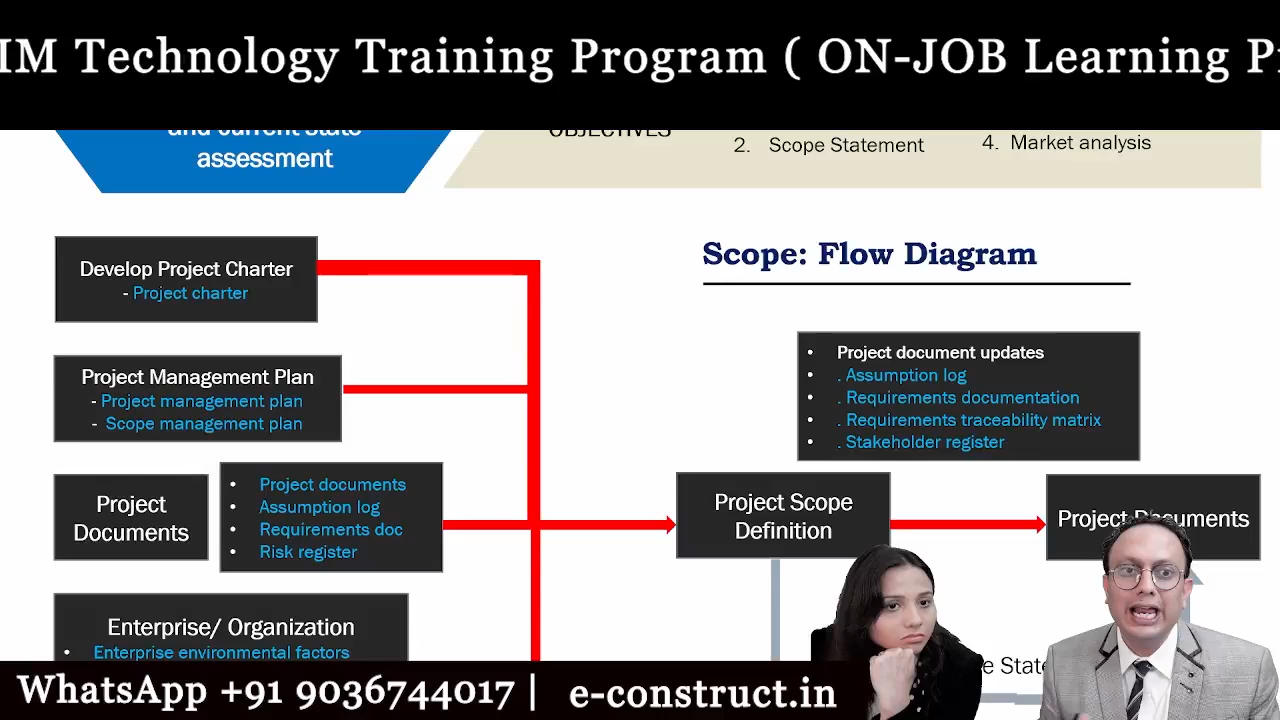 IM Technology Training Program ( ON-JOB Learning P
and current state
assessment
OBJECTIVES
2. Scope Statement
4. Market analysis
Scope: Flow Diagram
Develop Project Charter
- Project charter
Project Management Plan
- Project management plan
- Scope management plan
Project
Documents
• Project documents
• Assumption log
• Requirements doc
• Risk register
• Project document updates
• . Assumption log
• . Requirements documentation
• . Requirements traceability matrix
• . Stakeholder register
Project Scope
Definition
Project Documents
Enterprise/ Organization
• Enterprise environmental factors
WhatsApp +91 9036744017 | e-construct.in